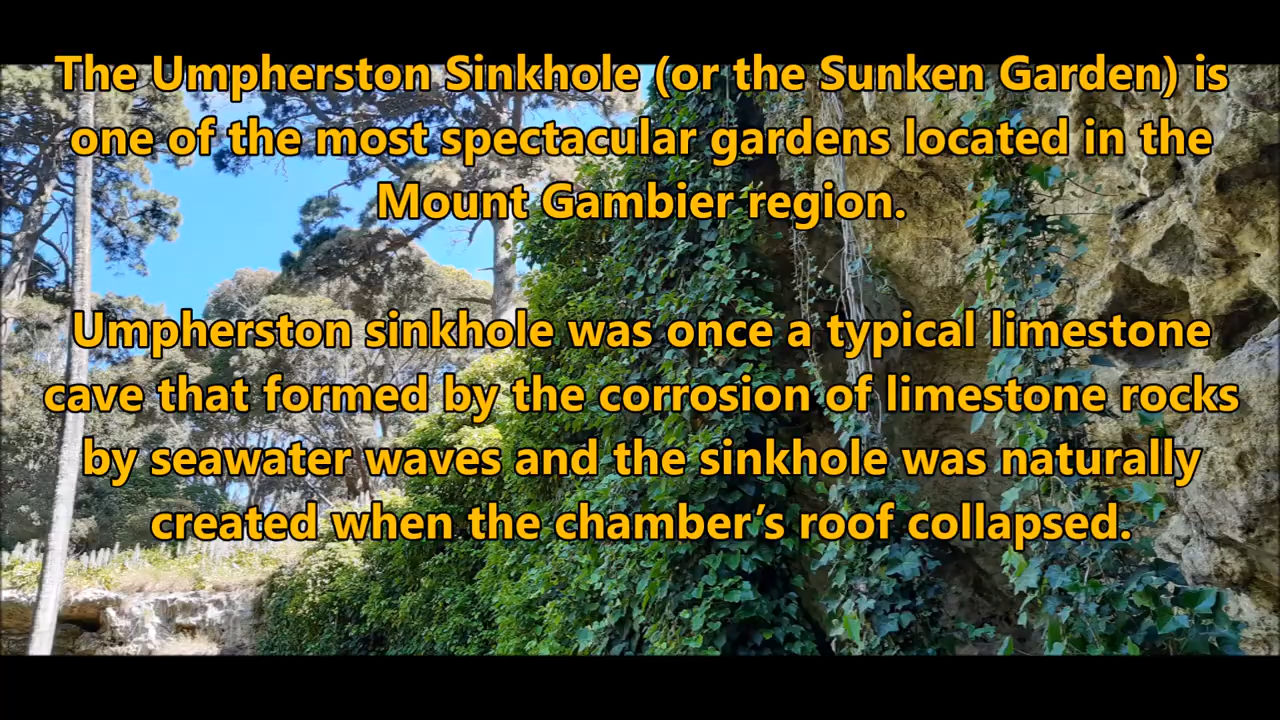 The Umpherston Sinkhole (or the Sunken Garden) is
one of the most spectacular gardens located in the
Mount Gambier region.
Umpherston sinkhole was once a typical limestone
cave that formed by the corrosion of limestone rocks
by seawater waves and the sinkhole was naturally
created when the chamber’s roof collapsed.